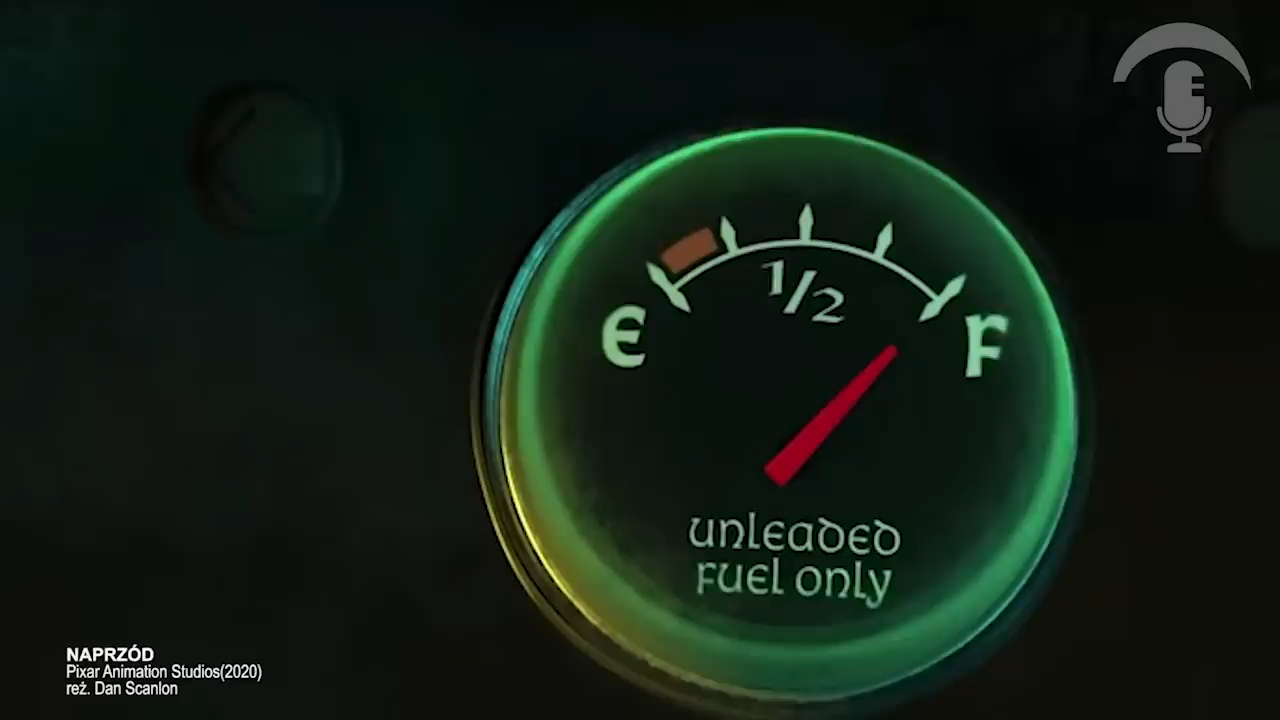 E
1/2
F
unleaded
fuel only
NAPRZÓD
Pixar Animation Studios(2020)
reż. Dan Scanlon